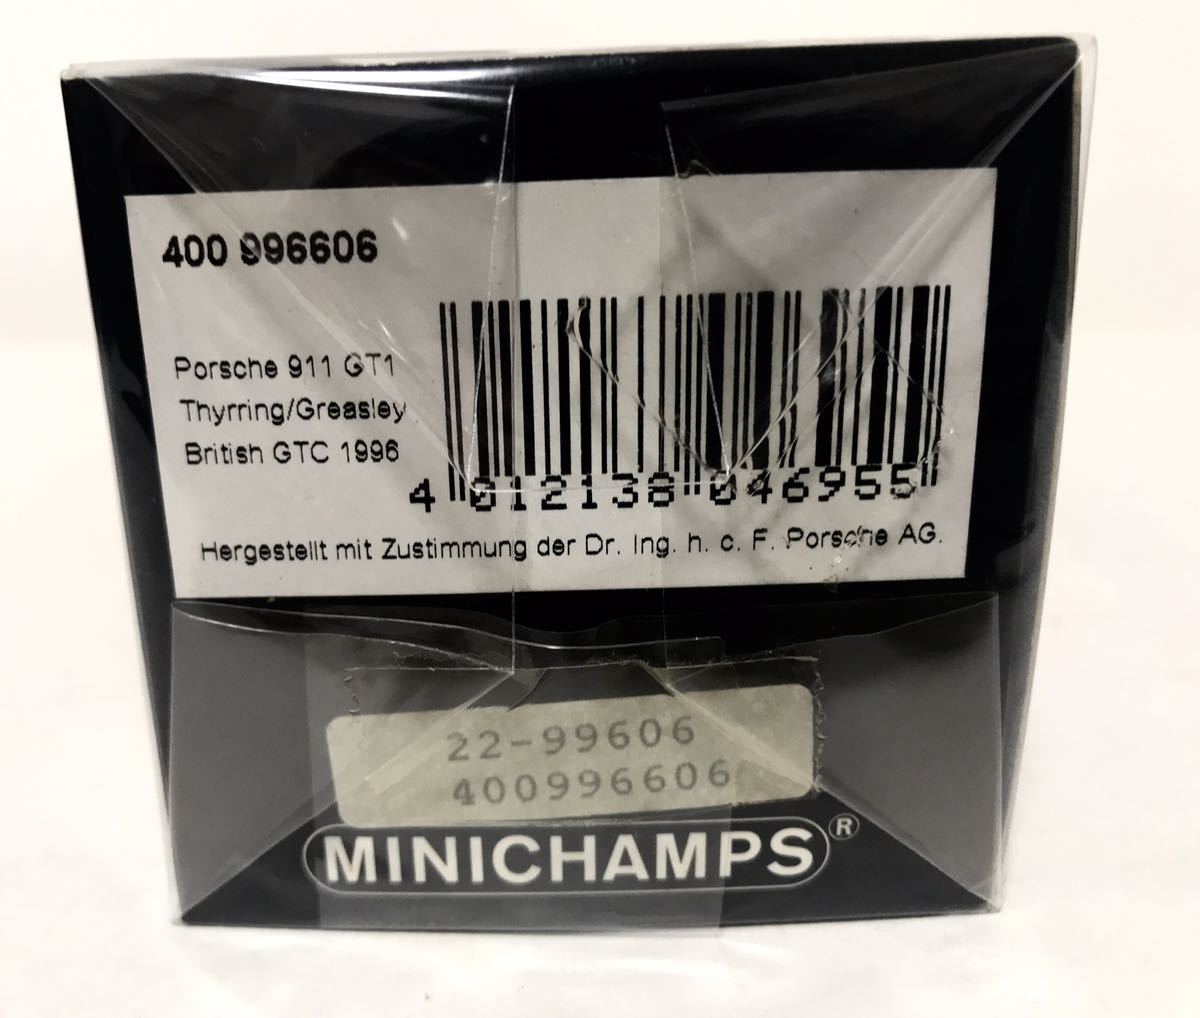 400 996606
Porsche 911 GT1
Thyrring/Greasley
British GTC 1996
4 012138 046955
Hergestellt mit Zustimmung der Dr. Ing. h. c. F. Porsche AG.
22-99606
400996606
MINICHAMPS®